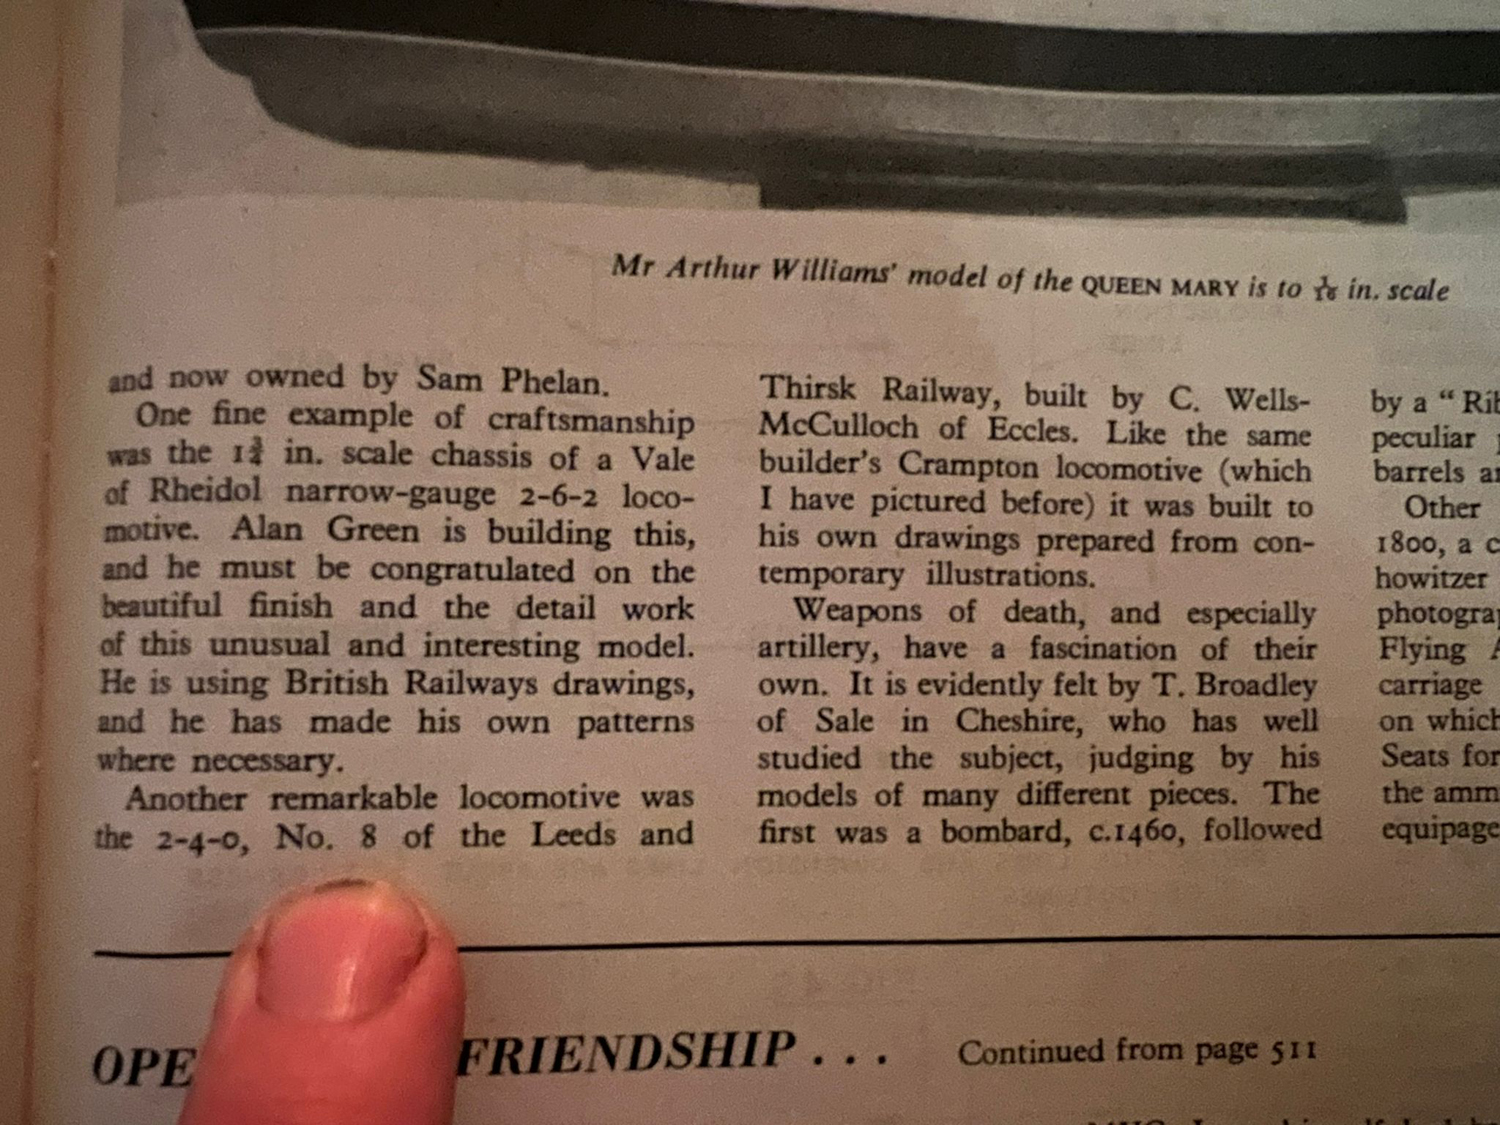 Mr Arthur Williams' model of the QUEEN MARY is to 1/16 in. scale
and now owned by Sam Phelan.
One fine example of craftsmanship
was the 1¾ in. scale chassis of a Vale
of Rheidol narrow-gauge 2-6-2 loco-
motive. Alan Green is building this,
and he must be congratulated on the
beautiful finish and the detail work
of this unusual and interesting model.
He is using British Railways drawings,
and he has made his own patterns
where necessary.
Another remarkable locomotive was
the 2-4-0, No. 8 of the Leeds and
Thirsk Railway, built by C. Wells-
McCulloch of Eccles. Like the same
builder's Crampton locomotive (which
I have pictured before) it was built to
his own drawings prepared from con-
temporary illustrations.
Weapons of death, and especially
artillery, have a fascination of their
own. It is evidently felt by T. Broadley
of Sale in Cheshire, who has well
studied the subject, judging by his
models of many different pieces. The
first was a bombard, c.1460, followed
by a "
peculiar
barrels
Other
1800, a
howitzer
Flying
carriage
on which
Seats for
the
equipage
FRIENDSHIP . . . Continued from page 511